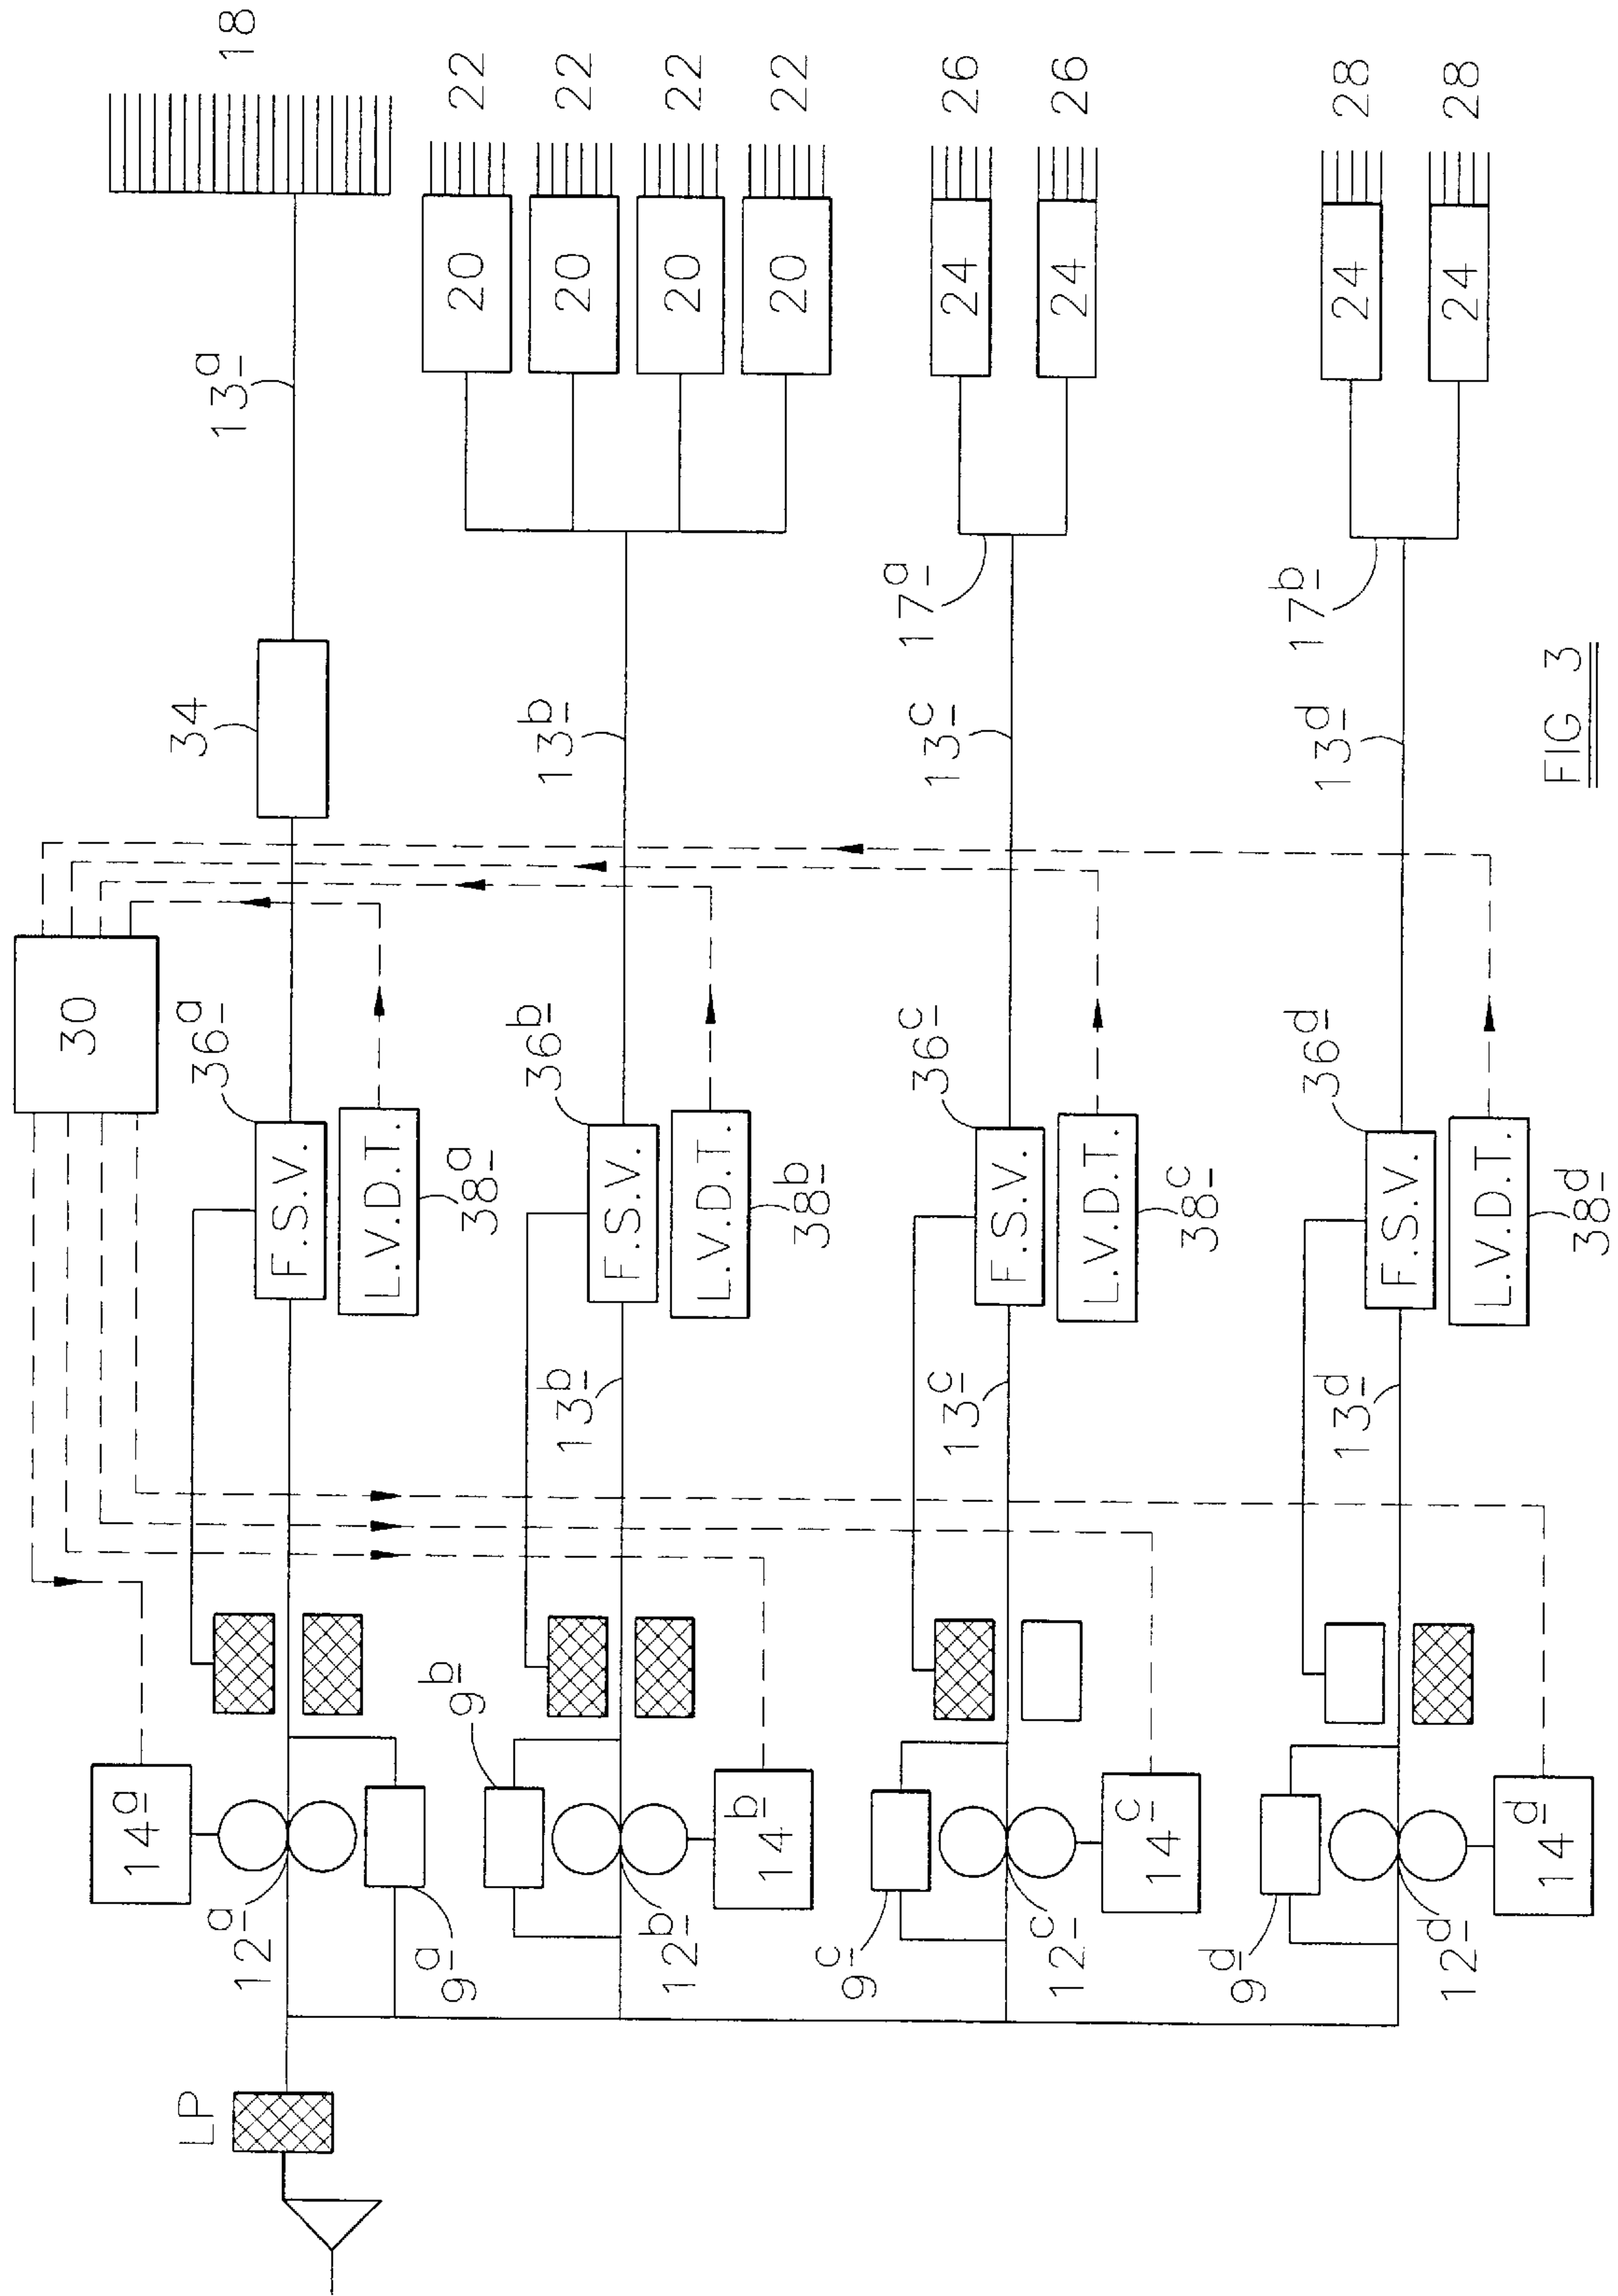 18
22
22
22
22
26
26
28
28
20
20
20
20
24
24
24
24
13a
17a
17b
34
13b
13c
13d
FIG 3
30
36a
36b
36c
36d
F.S.V.
F.S.V.
F.S.V.
F.S.V.
L.V.D.T.
L.V.D.T.
L.V.D.T.
L.V.D.T.
38a
38b
38c
38d
13b
13c
13d
9b
14a
14b
14c
14d
12a
9a
12b
9c
12c
9d
12d
LP